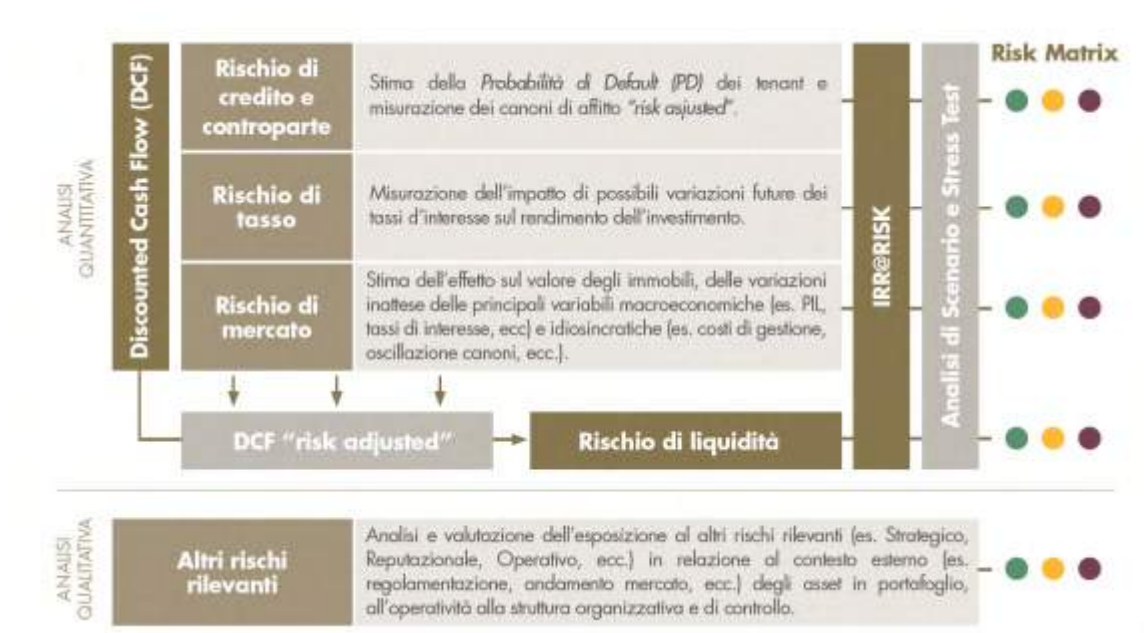 Risk Matrix
ANALISI
QUANTITATIVA
Discounted Cash Flow (DCF)
Rischio di
credito e
controparte
Stima della Probabilità di Default (PD) dei tenant e
misurazione dei canoni di affitto "risk asjusted".
Rischio di
tasso
Misurazione dell'impatto di possibili variazioni future dei
tassi d'interesse sul rendimento dell'investimento.
Rischio di
mercato
Stima dell'effetto sul valore degli immobili, delle variazioni
inattese delle principali variabili macroeconomiche (es. PIL,
tassi di interesse, ecc) e idiosincratiche (es. costi di gestione,
oscillazione canoni, ecc.).
IRR@RISK
Analisi di Scenario e Stress Test
DCF "risk adjusted"
Rischio di liquidità
ANALISI
QUALITATIVA
Altri rischi
rilevanti
Analisi e valutazione dell'esposizione al altri rischi rilevanti (es. Strategico,
Reputazionale, Operativo, ecc.) in relazione al contesto esterno (es.
regolamentazione, andamento mercato, ecc.) degli asset in portafoglio,
all'operatività alla struttura organizzativa e di controllo.